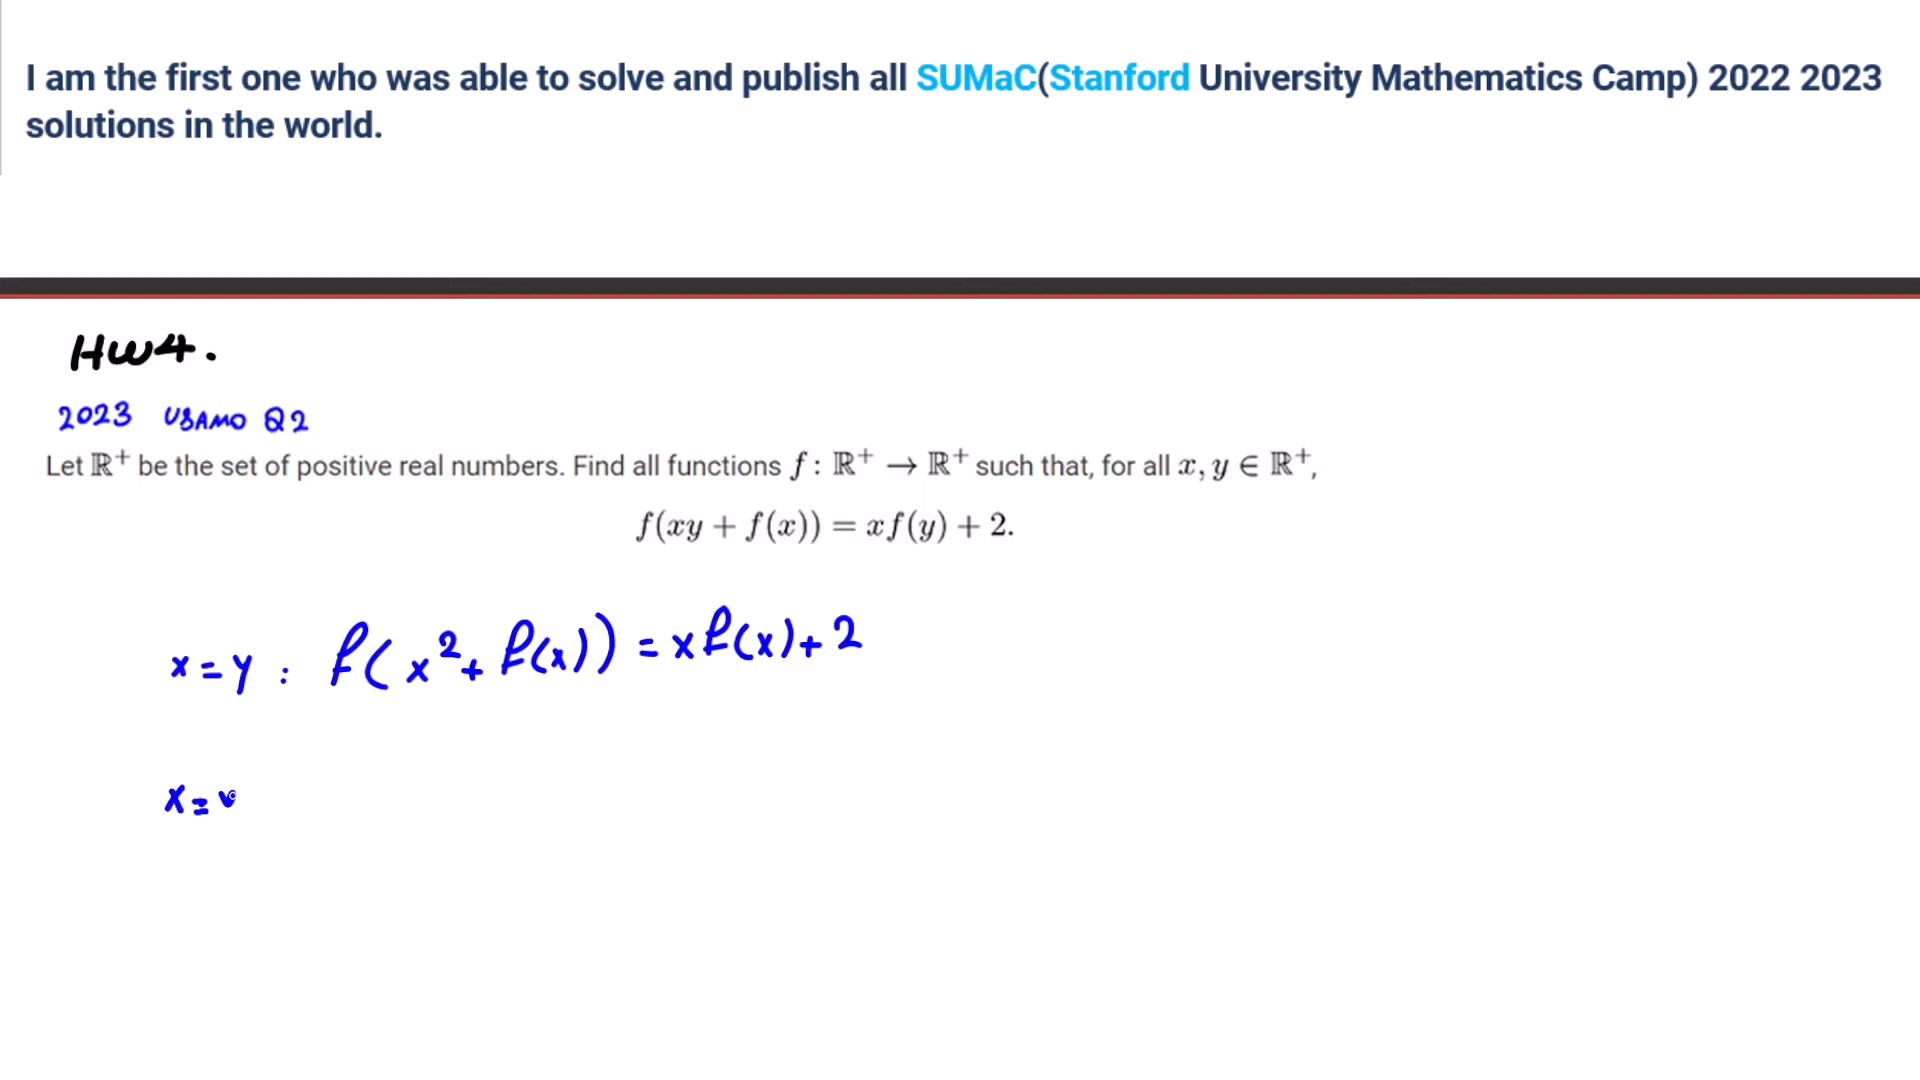 I am the first one who was able to solve and publish all SUMaC(Stanford University Mathematics Camp) 2022 2023
solutions in the world.
HW4.
2023 USAMO Q2
Let ℝ⁺ be the set of positive real numbers. Find all functions f : ℝ⁺ → ℝ⁺ such that, for all x, y ∈ ℝ⁺,
f(xy + f(x)) = xf(y) + 2.
x=y : f(x²+f(x)) = xf(x)+2
x=